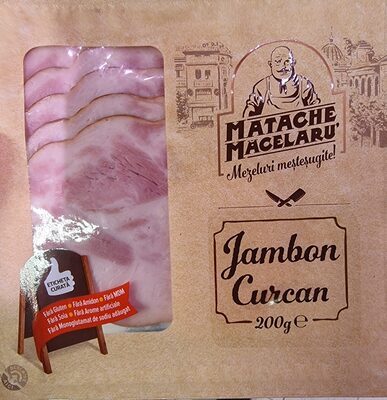 MATACHE
MĂCELARU'
Mezeluri meșteșugite!
Jambon
Curcan
200g ℮
ETICHETA
CURATĂ
Fără Gluten • Fără Amidon • Fără MDM
Fără Soia • Fără Arome artificiale
Fără Monoglutamat de sodiu adăugat